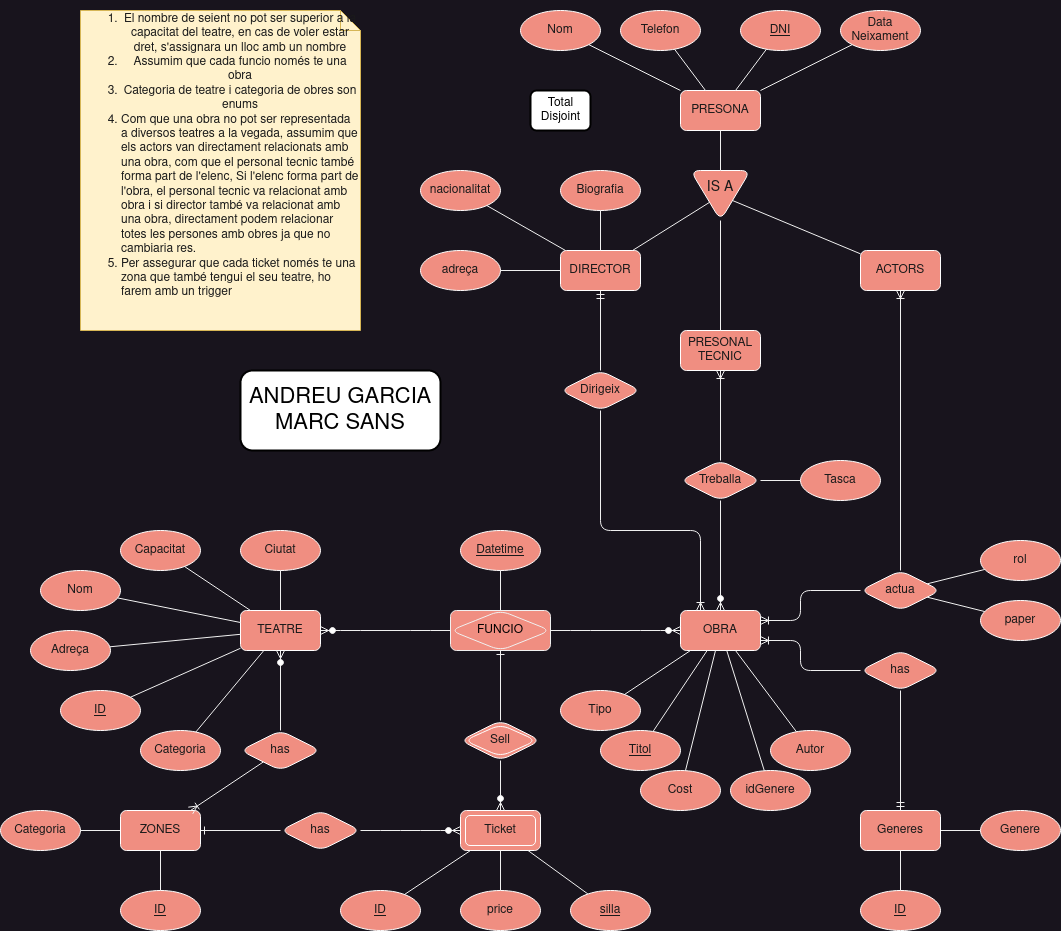 1. El nombre de seient no pot ser superior a la
capacitat del teatre, en cas de voler estar
dret, s'assignara un lloc amb un nombre
2. Assumim que cada funcio només te una
obra
3. Categoria de teatre i categoria de obres son
enums
4. Com que una obra no pot ser representada
a diversos teatres a la vegada, assumim que
els actors van directament relacionats amb
una obra, com que el personal tecnic també
forma part de l'elenc, Si l'elenc forma part de
l'obra, el personal tecnic va relacionat amb
obra i si director també va relacionat amb
una obra, directament podem relacionar
totes les persones amb obres ja que no
cambiaria res.
5. Per assegurar que cada ticket només te una
zona que també tengui el seu teatre, ho
farem amb un trigger
Nom
Telefon
DNI
Data
Neixament
Total
Disjoint
PRESONA
IS A
nacionalitat
Biografia
adreça
DIRECTOR
ACTORS
PRESONAL
TECNIC
ANDREU GARCIA
MARC SANS
Dirigeix
Treballa
Tasca
Capacitat
Ciutat
Datetime
Nom
rol
actua
paper
TEATRE
FUNCIO
OBRA
Adreça
has
ID
Categoria
has
Sell
Tipo
Titol
Cost
idGenere
Autor
Categoria
ZONES
has
Ticket
Generes
Genere
ID
ID
price
silla
ID